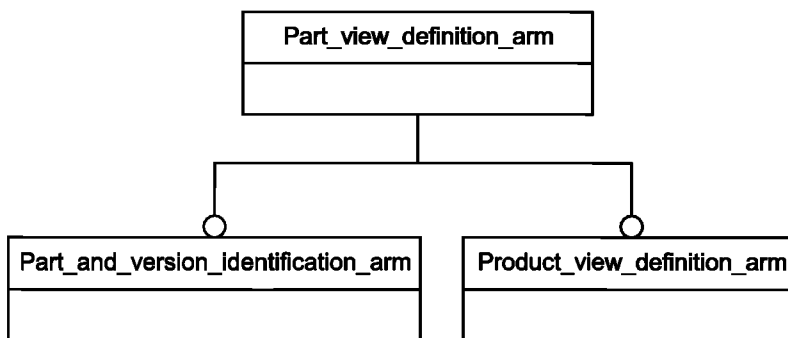 Part_view_definition_arm
Part_and_version_identification_arm
Product_view_definition_arm